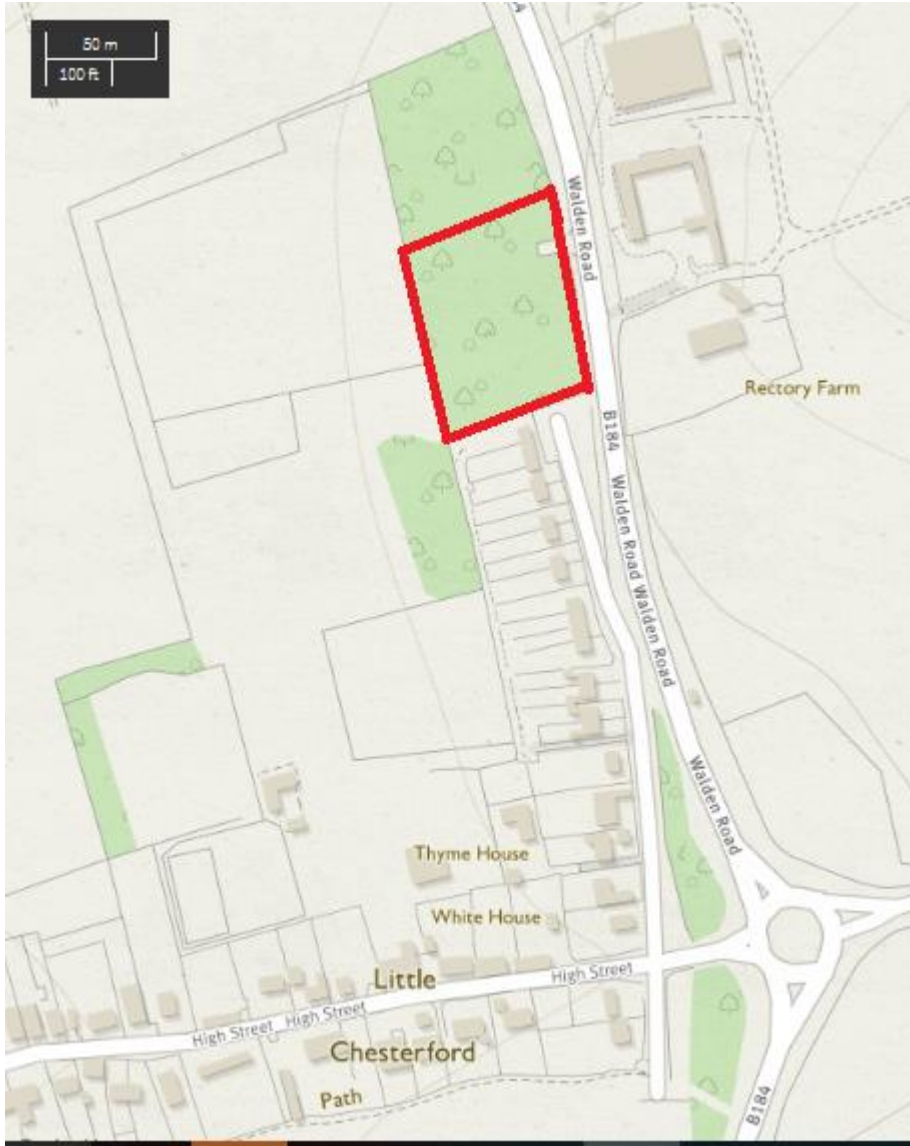 50 m
100 ft
Walden Road
Rectory Farm
B184
Walden Road
Walden Road
Walden Road
Thyme House
White House
Little
High Street
High Street
High Street
Chesterford
Path
B184